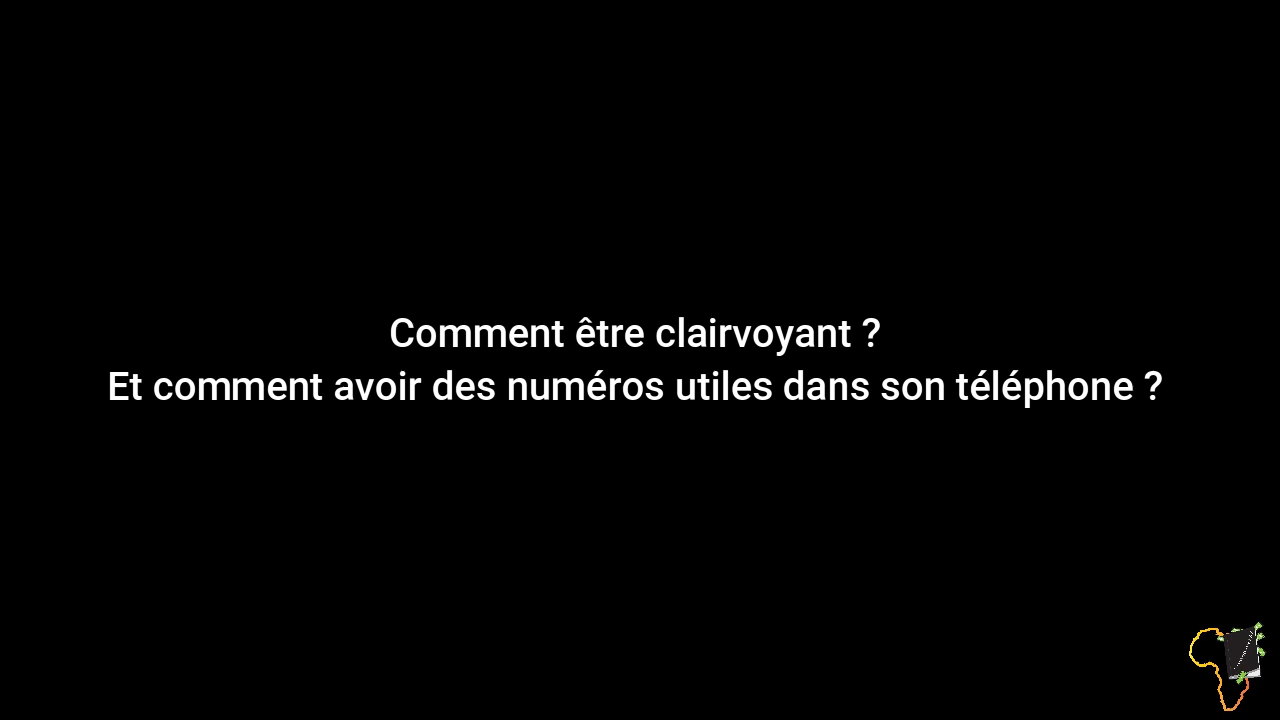 Comment être clairvoyant ?
Et comment avoir des numéros utiles dans son téléphone ?